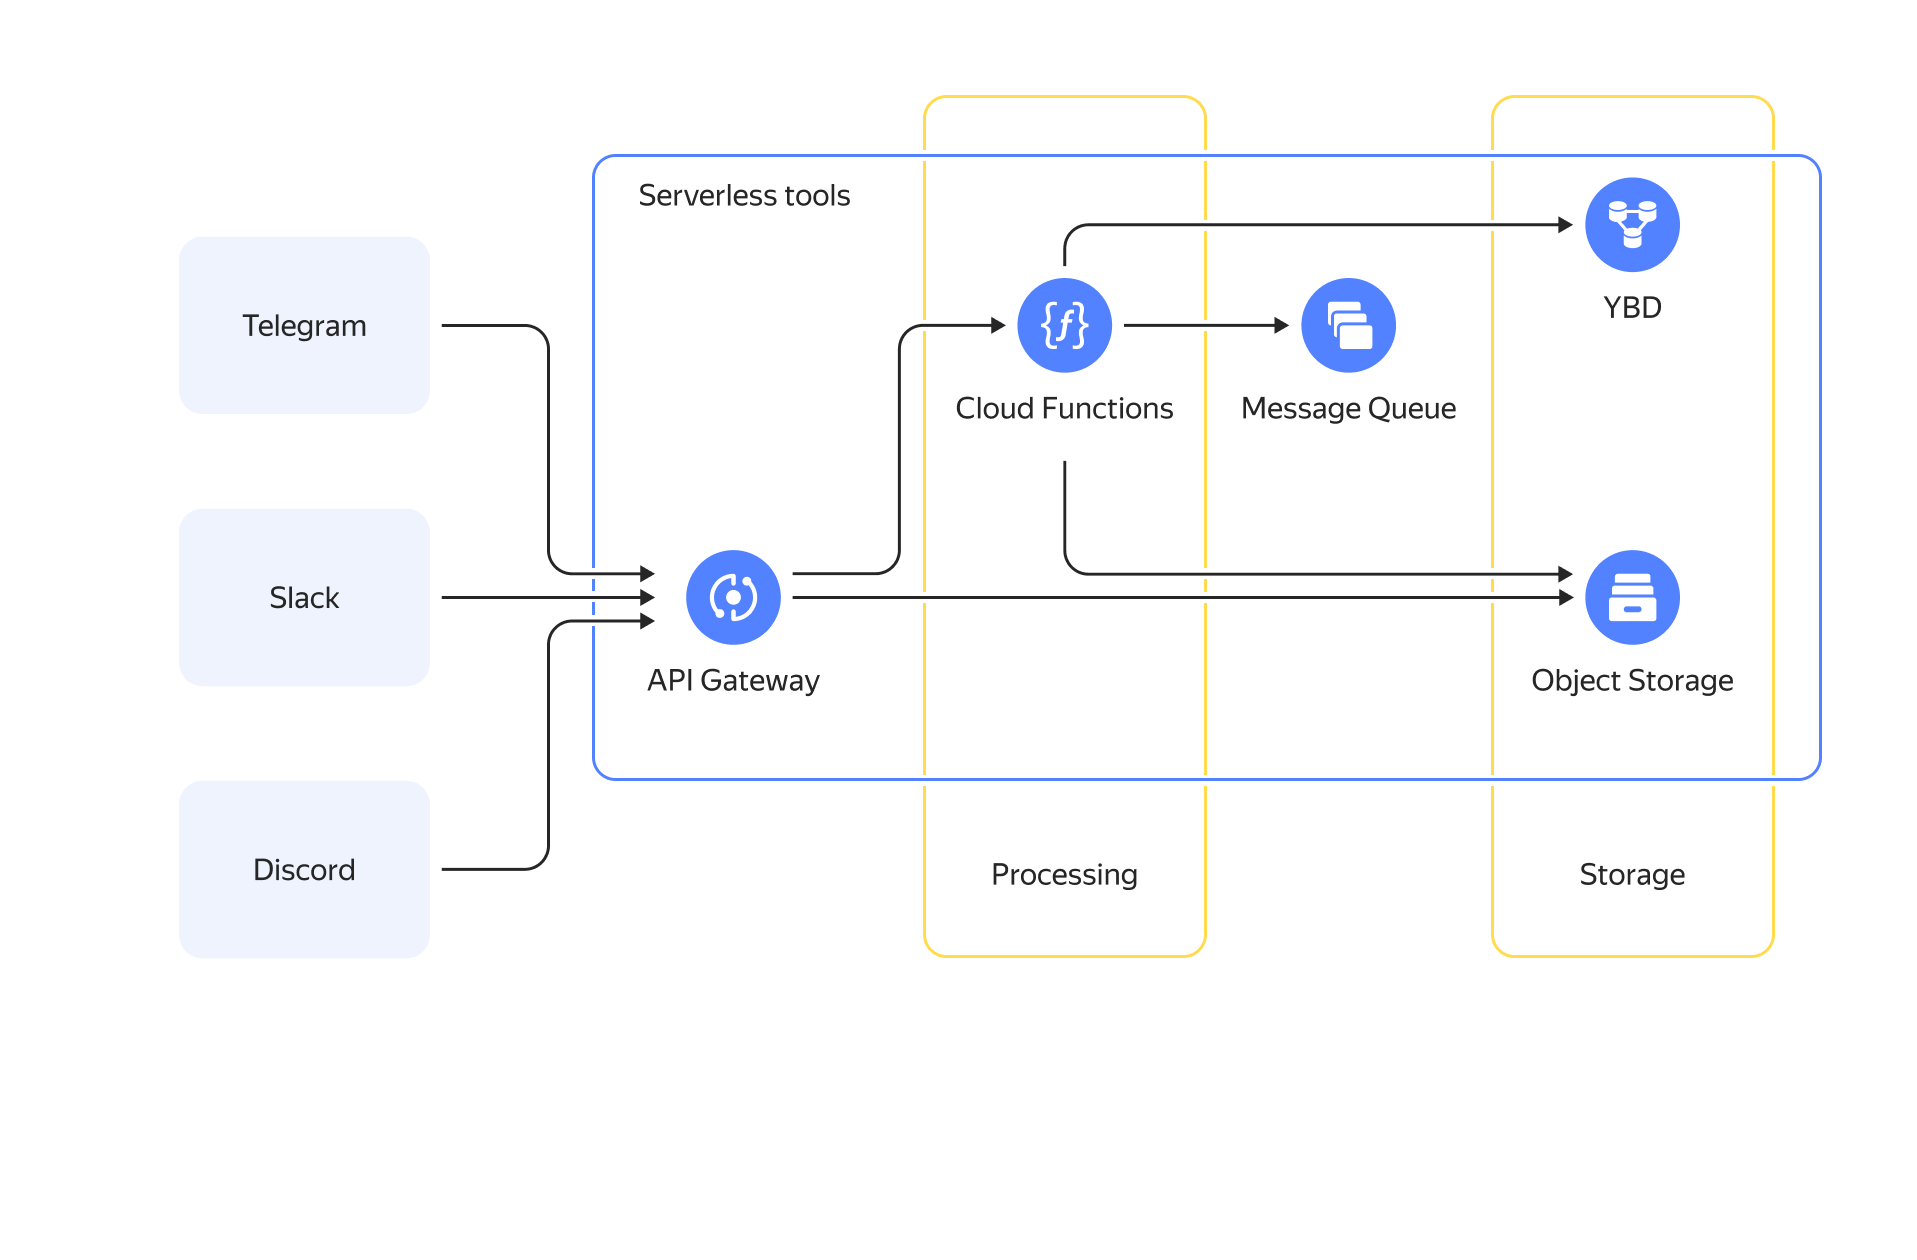 Serverless tools
Telegram
YBD
Cloud Functions
Message Queue
Slack
API Gateway
Object Storage
Discord
Processing
Storage